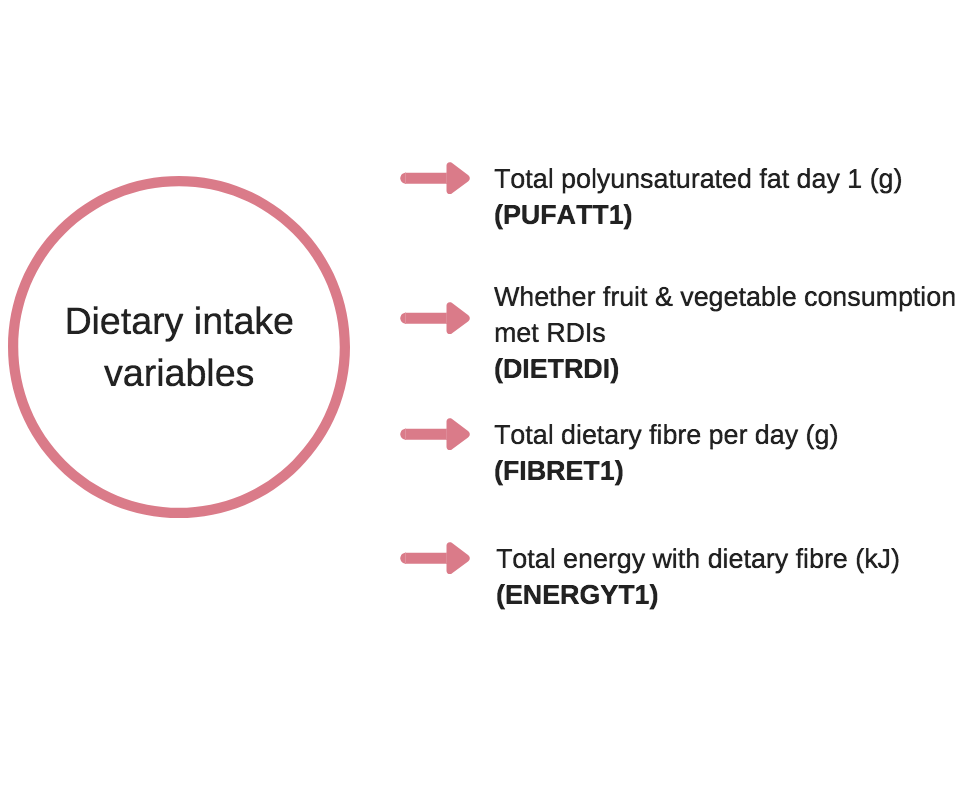 Dietary intake
variables
Total polyunsaturated fat day 1 (g)
(PUFATT1)
Whether fruit & vegetable consumption
met RDIs
(DIETRDI)
Total dietary fibre per day (g)
(FIBRET1)
Total energy with dietary fibre (kJ)
(ENERGYT1)